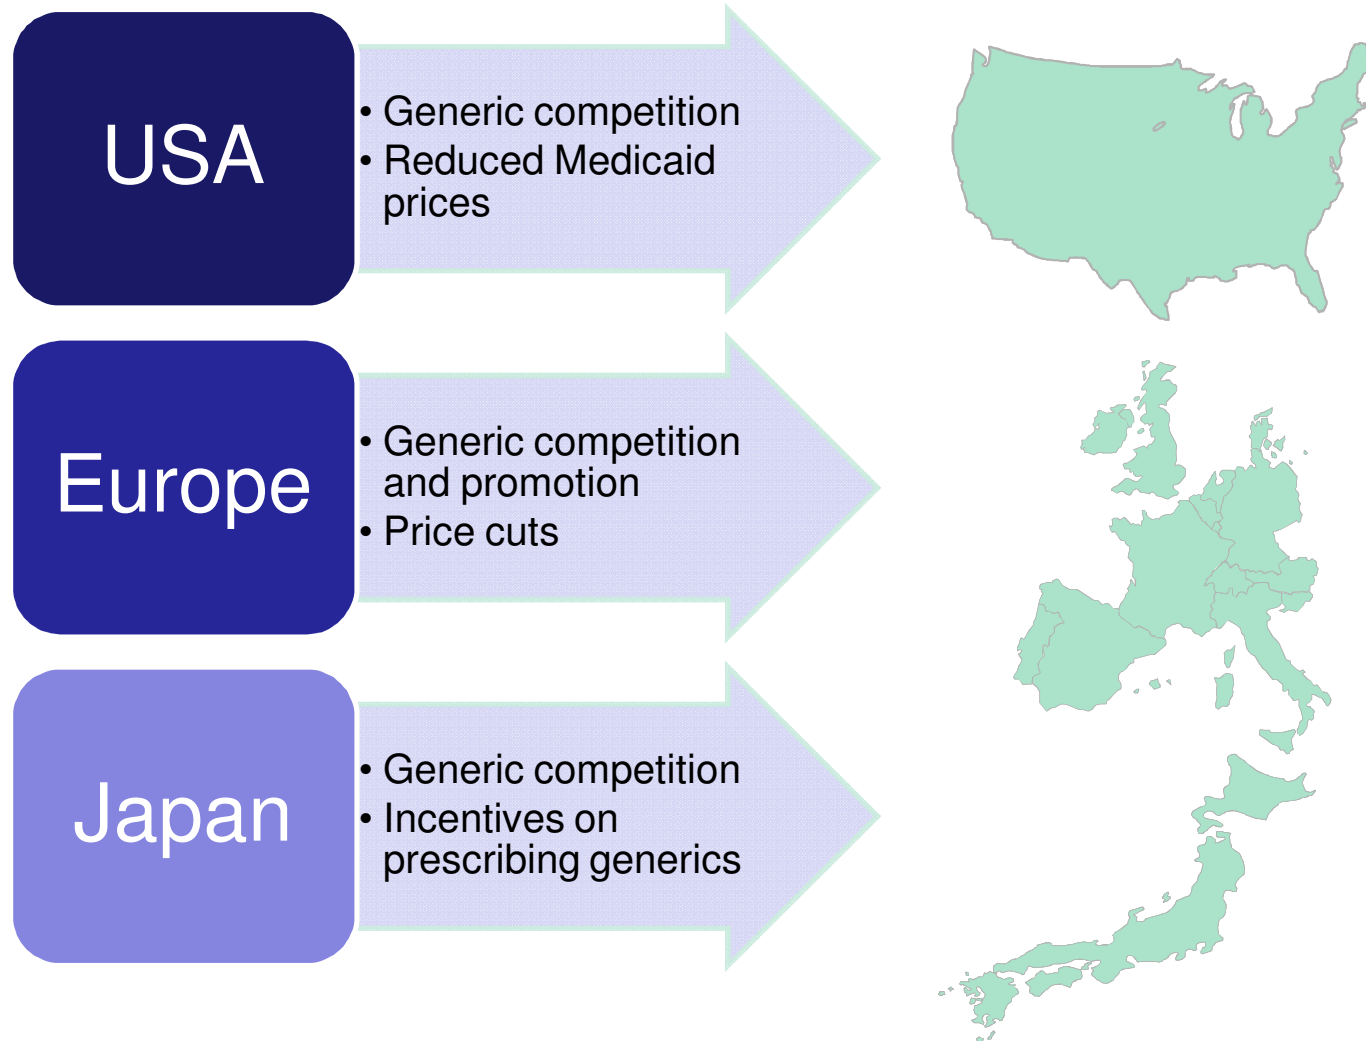 USA
• Generic competition
• Reduced Medicaid
prices
Europe
• Generic competition
and promotion
• Price cuts
Japan
• Generic competition
• Incentives on
prescribing generics